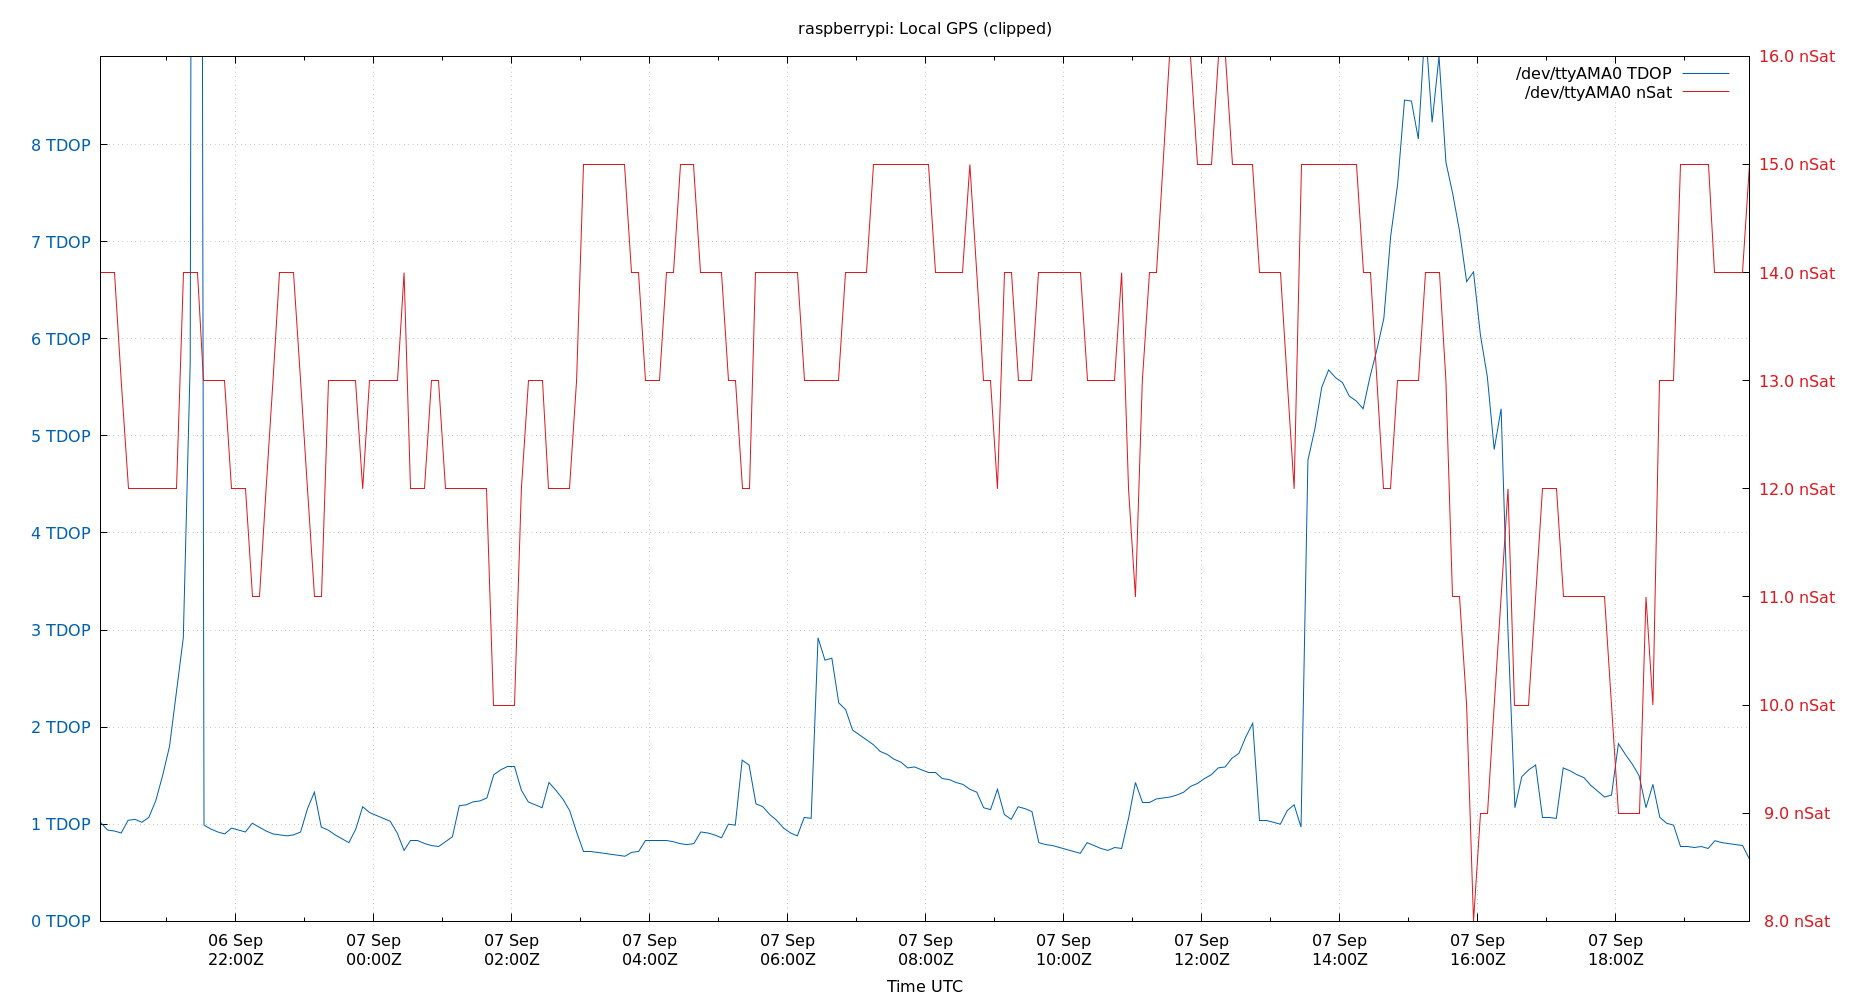 raspberrypi: Local GPS (clipped)
16.0 nSat
/dev/ttyAMA0 TDOP
/dev/ttyAMA0 nSat
8 TDOP
15.0 nSat
7 TDOP
14.0 nSat
6 TDOP
13.0 nSat
5 TDOP
12.0 nSat
4 TDOP
11.0 nSat
3 TDOP
10.0 nSat
2 TDOP
1 TDOP
9.0 nSat
0 TDOP
8.0 nSat
06 Sep 07 Sep 07 Sep 07 Sep 07 Sep 07 Sep 07 Sep 07 Sep 07 Sep 07 Sep 07 Sep
22:00Z 00:00Z 02:00Z 04:00Z 06:00Z 08:00Z 10:00Z 12:00Z 14:00Z 16:00Z 18:00Z
Time UTC